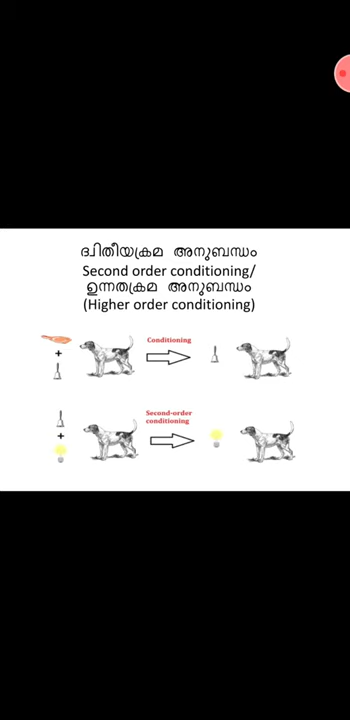 ദ്വിതീയക്രമ അനുബന്ധം
Second order conditioning/
ഉന്നതക്രമ അനുബന്ധം
(Higher order conditioning)
Conditioning
+
Second-order
conditioning
+